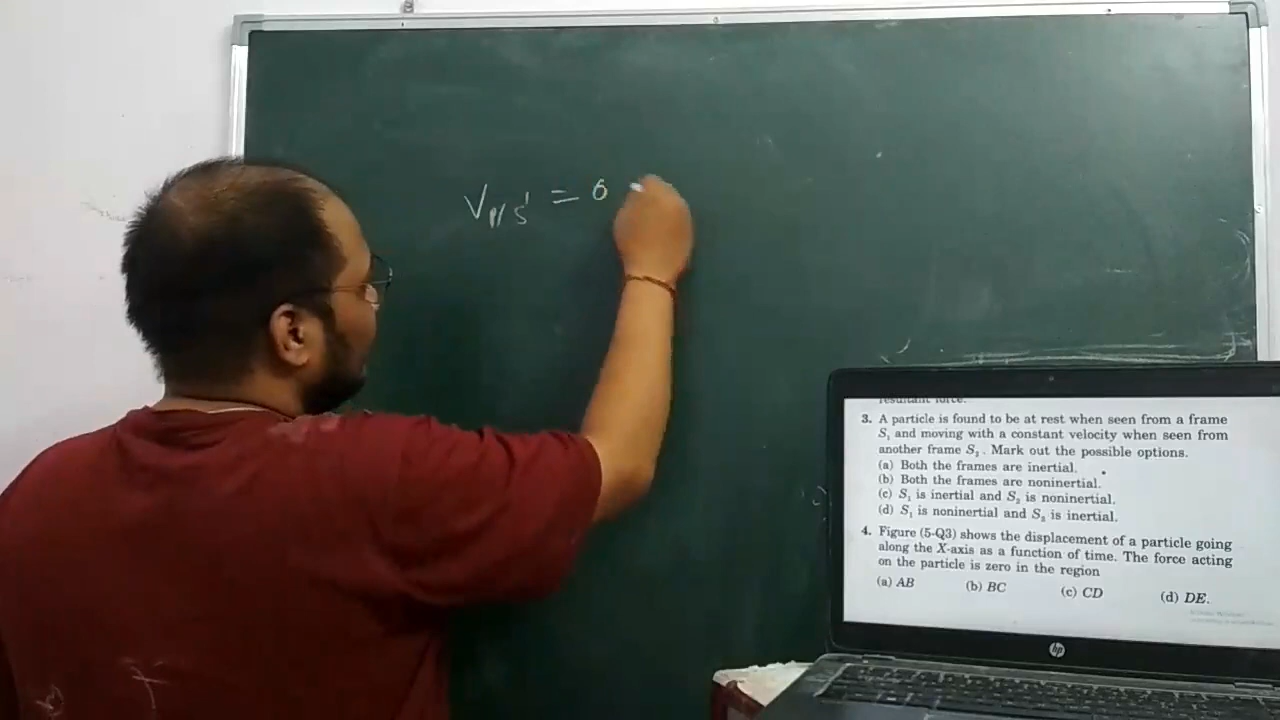 V P/S' = 0
resultant force.
3. A particle is found to be at rest when seen from a frame
S₁ and moving with a constant velocity when seen from
another frame S₂. Mark out the possible options.
(a) Both the frames are inertial.
(b) Both the frames are noninertial.
(c) S₁ is inertial and S₂ is noninertial.
(d) S₁ is noninertial and S₂ is inertial.
4. Figure (5-Q3) shows the displacement of a particle going
along the X-axis as a function of time. The force acting
on the particle is zero in the region
(a) AB (b) BC (c) CD (d) DE.
hp